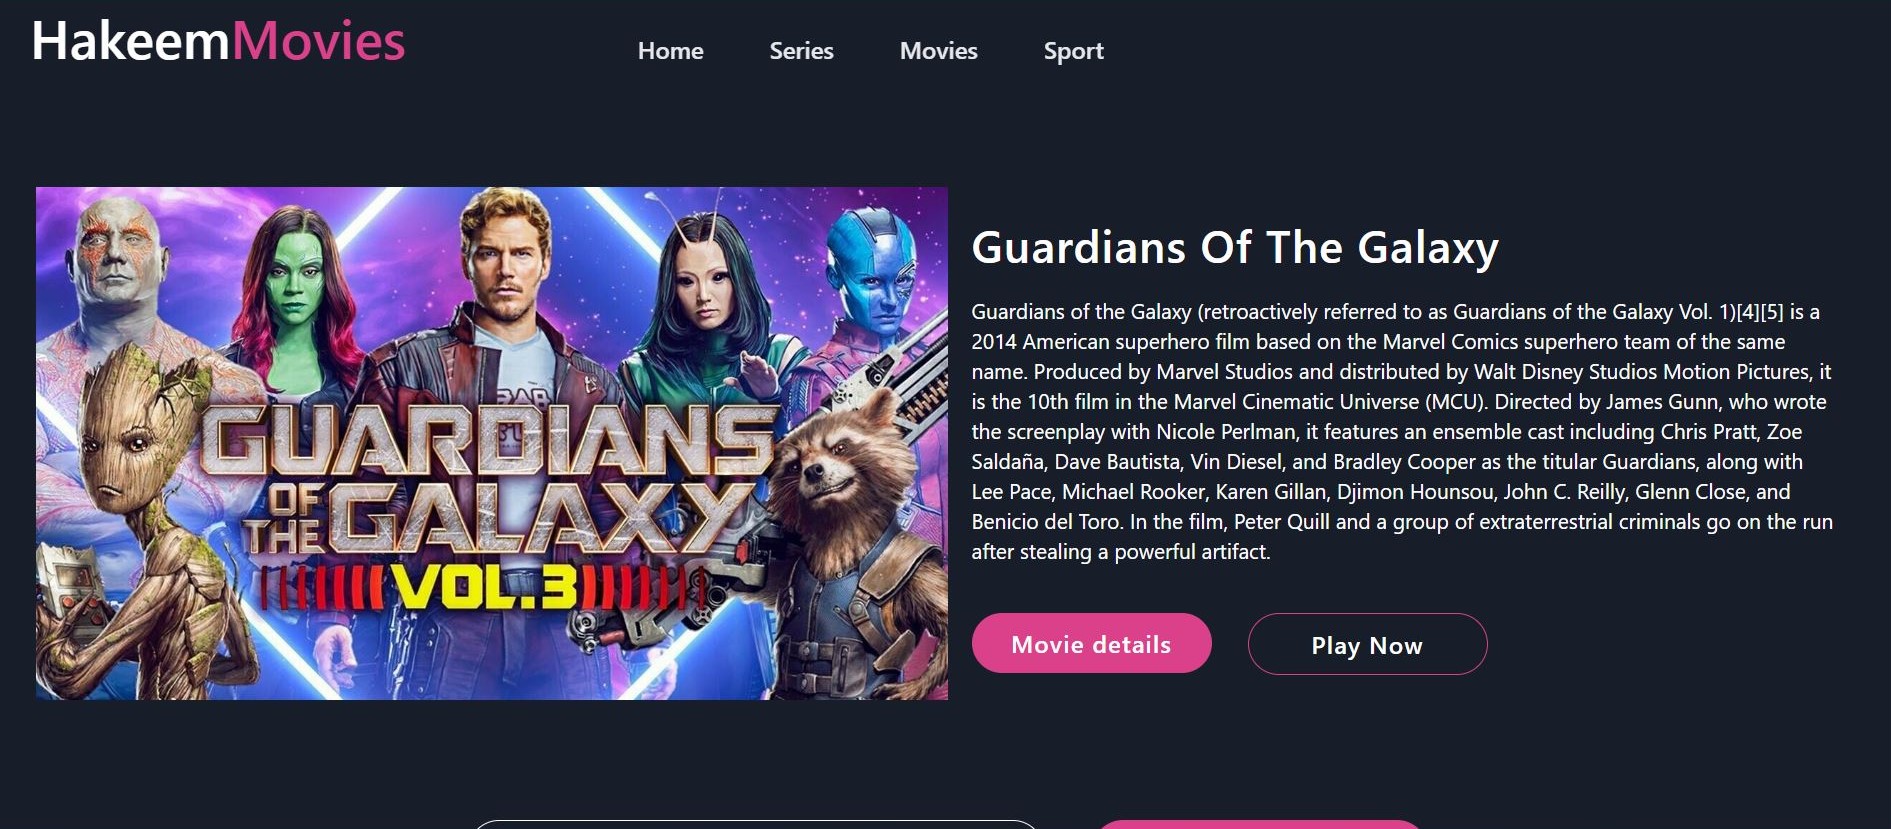 HakeemMovies
Home Series Movies Sport
GUARDIANS
OF
THE GALAXY
VOL.3
Guardians Of The Galaxy
Guardians of the Galaxy (retroactively referred to as Guardians of the Galaxy Vol. 1)[4][5] is a
2014 American superhero film based on the Marvel Comics superhero team of the same
name. Produced by Marvel Studios and distributed by Walt Disney Studios Motion Pictures, it
is the 10th film in the Marvel Cinematic Universe (MCU). Directed by James Gunn, who wrote
the screenplay with Nicole Perlman, it features an ensemble cast including Chris Pratt, Zoe
Saldaña, Dave Bautista, Vin Diesel, and Bradley Cooper as the titular Guardians, along with
Lee Pace, Michael Rooker, Karen Gillan, Djimon Hounsou, John C. Reilly, Glenn Close, and
Benicio del Toro. In the film, Peter Quill and a group of extraterrestrial criminals go on the run
after stealing a powerful artifact.
Movie details
Play Now